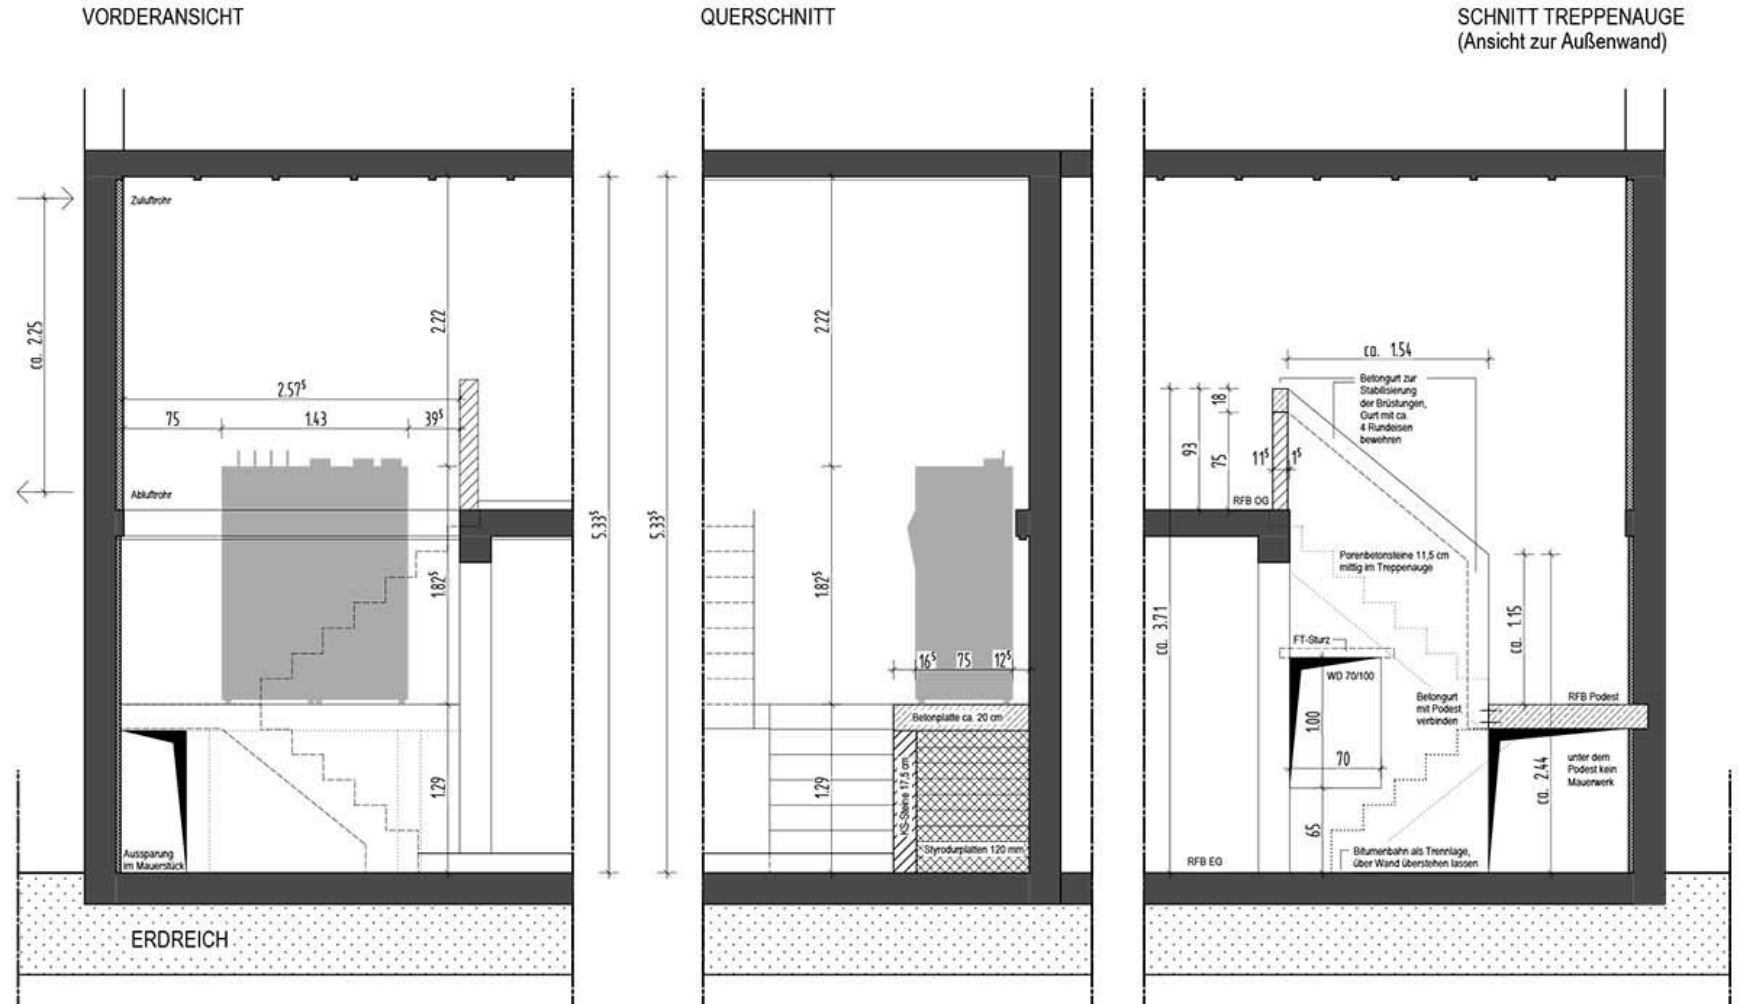 VORDERANSICHT
QUERSCHNITT
SCHNITT TREPPENAUGE
(Ansicht zur Außenwand)
Zuluftrohr
ca. 2.25
2.22
2.57⁵
75
1.43
39⁵
Abluftrohr
5.33⁵
1.82⁵
1.29
Aussparung
im Mauerstück
ERDREICH
5.33⁵
2.22
1.82⁵
16⁵
75
12⁵
Betonplatte ca. 20 cm
1.29
KS-Steine 17,5 cm
Styrodurplatten 120 mm
ca. 1.54
Betongurt zur
Stabilisierung
der Brüstungen,
Gurt mit ca.
4 Rundeisen
bewehren
18
93
75
11⁵
1⁵
RFB OG
Porenbetonsteine 11,5 cm
mittig im Treppenauge
ca. 3.71
ca. 1.15
FT-Sturz
WD 70/100
Betongurt
mit Podest
verbinden
RFB Podest
1.00
70
ca. 2.44
unter dem
Podest kein
Mauerwerk
65
RFB EG
Bitumenbahn als Trennlage,
über Wand überstehen lassen